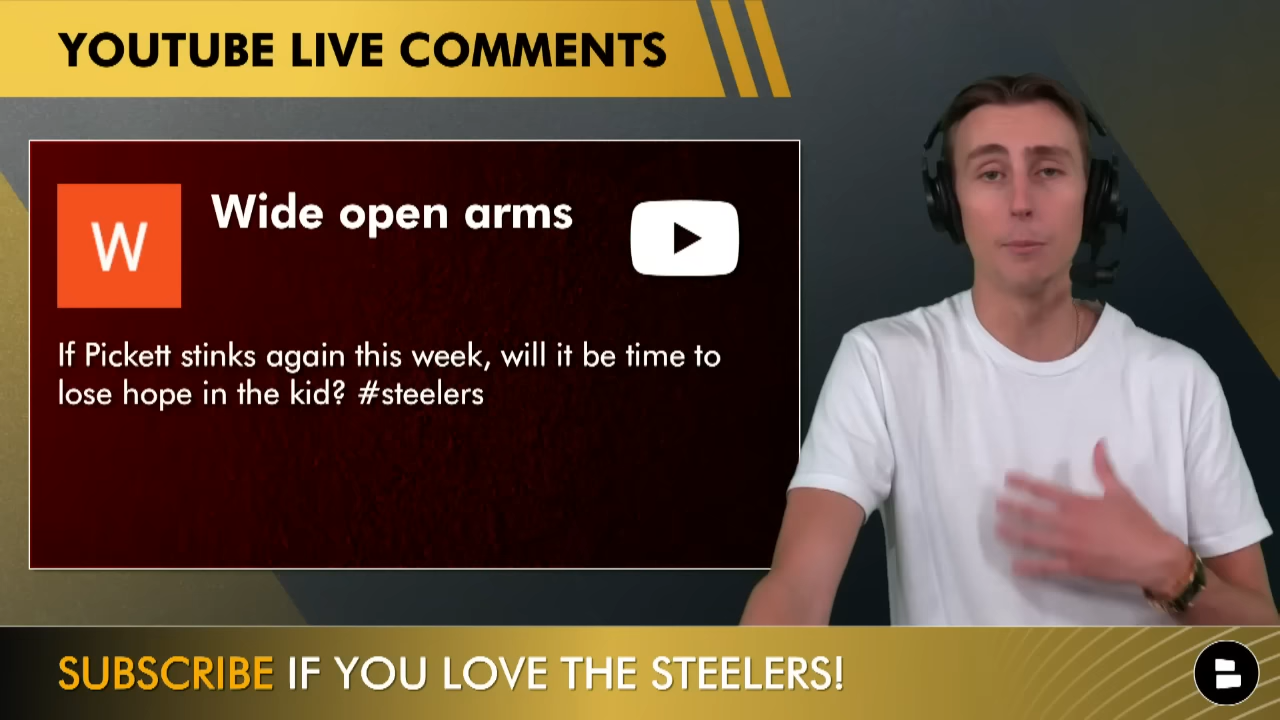 YOUTUBE LIVE COMMENTS
W
Wide open arms
If Pickett stinks again this week, will it be time to
lose hope in the kid? #steelers
SUBSCRIBE IF YOU LOVE THE STEELERS!